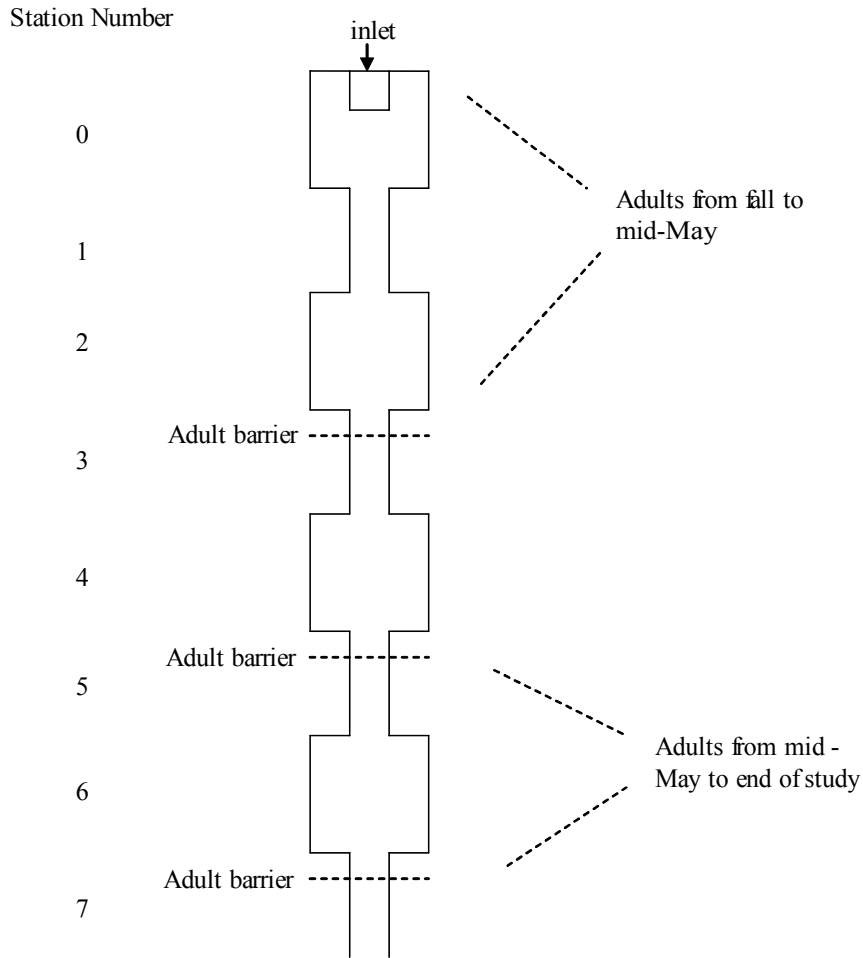 Station Number
inlet
0
Adults from fall to
mid-May
1
2
Adult barrier
3
4
Adult barrier
5
Adults from mid -
May to end of study
6
Adult barrier
7